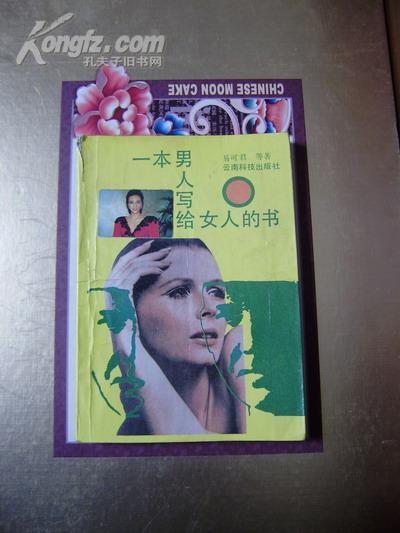 Kongfz.com
孔夫子旧书网
CHINESE MOON CAKE
一本男人写给女人的书
易可君 等著
云南科技出版社